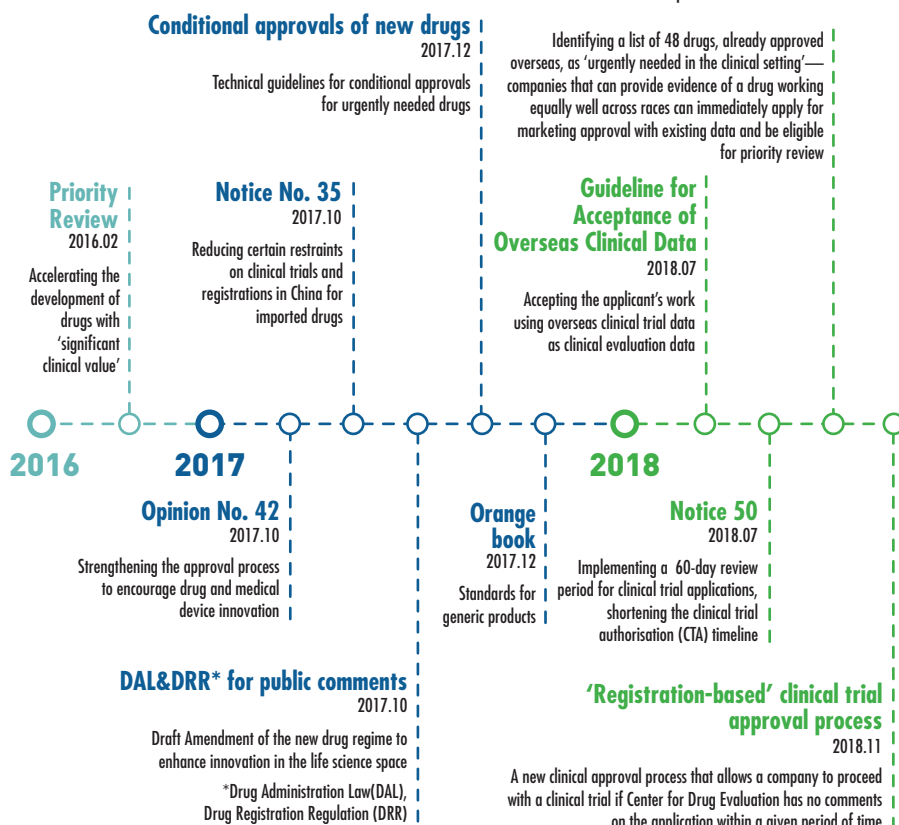 Conditional approvals of new drugs
2017.12
Technical guidelines for conditional approvals
for urgently needed drugs
Identifying a list of 48 drugs, already approved
overseas, as ‘urgently needed in the clinical setting’—
companies that can provide evidence of a drug working
equally well across races can immediately apply for
marketing approval with existing data and be eligible
for priority review
Priority
Review
2016.02
Accelerating the
development of
drugs with
‘significant
clinical value’
Notice No. 35
2017.10
Reducing certain restraints
on clinical trials and
registrations in China for
imported drugs
Guideline for
Acceptance of
Overseas Clinical Data
2018.07
Accepting the applicant’s work
using overseas clinical trial data
as clinical evaluation data
2016
2017
2018
Opinion No. 42
2017.10
Strengthening the approval process
to encourage drug and medical
device innovation
Orange
book
2017.12
Standards for
generic products
Notice 50
2018.07
Implementing a 60-day review
period for clinical trial applications,
shortening the clinical trial
authorisation (CTA) timeline
DAL&DRR* for public comments
2017.10
Draft Amendment of the new drug regime to
enhance innovation in the life science space
*Drug Administration Law(DAL),
Drug Registration Regulation (DRR)
‘Registration-based’ clinical trial
approval process
2018.11
A new clinical approval process that allows a company to proceed
with a clinical trial if Center for Drug Evaluation has no comments
on the application within a given period of time